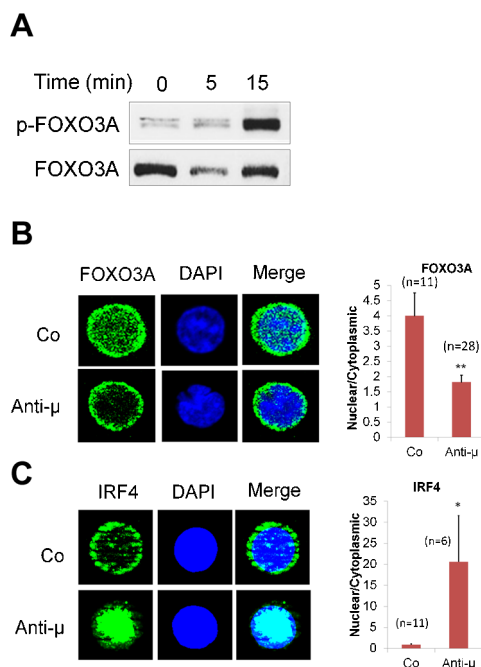 A
Time (min) 0 5 15
p-FOXO3A
FOXO3A
B
FOXO3A DAPI Merge
Co
Anti-μ
FOXO3A
Nuclear/Cytoplasmic
5
4.5
4
3.5
3
2.5
2
1.5
1
0.5
0
(n=11)
(n=28)
**
Co Anti-μ
C
IRF4 DAPI Merge
Co
Anti-μ
IRF4
Nuclear/Cytoplasmic
35
30
25
20
15
10
5
0
*
(n=6)
(n=11)
Co Anti-μ